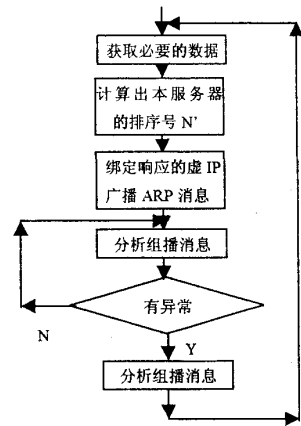 获取必要的数据
计算出本服务器
的排序号 N'
绑定响应的虚 IP
广播 ARP 消息
分析组播消息
有异常
N
Y
分析组播消息